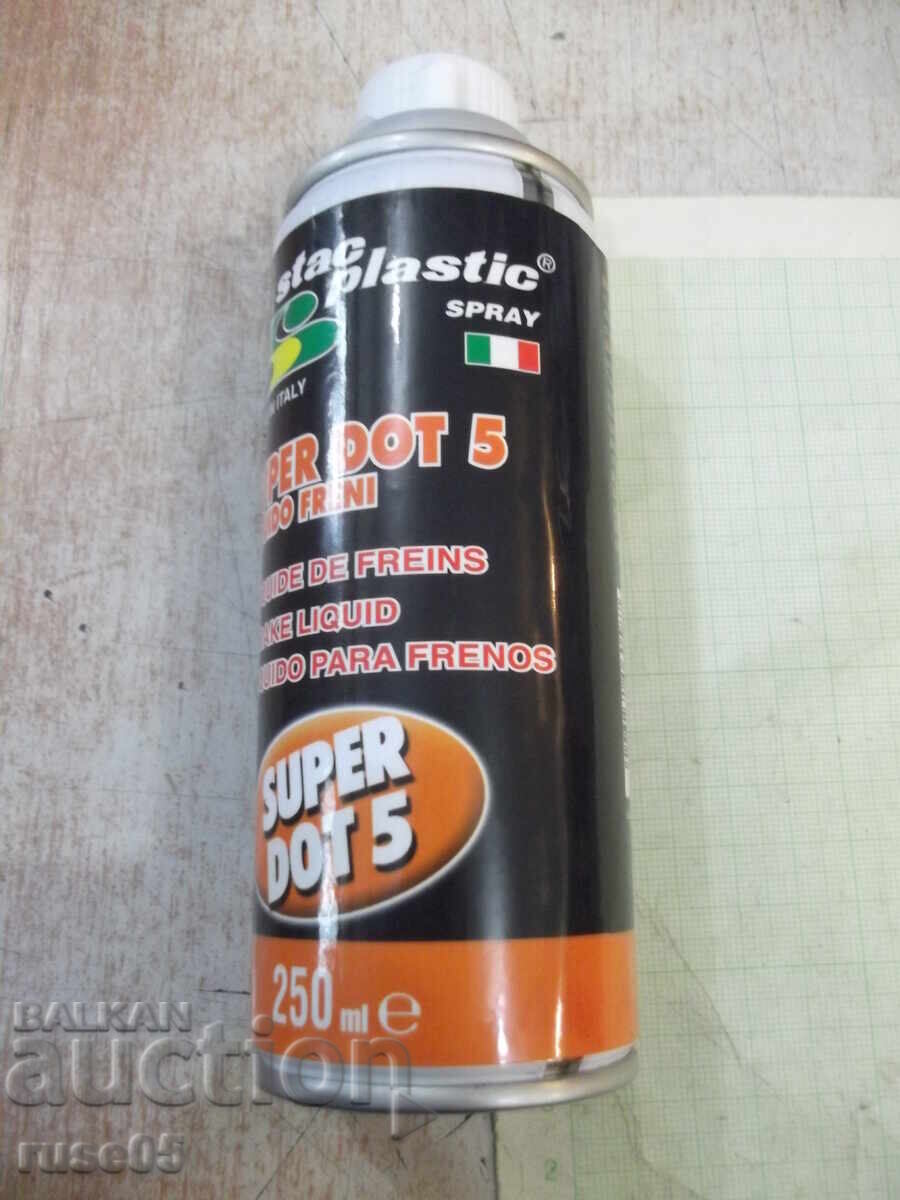 stac
plastic®
SPRAY
ITALY
PER DOT 5
IDO FRENI
UIDE DE FREINS
AKE LIQUID
UIDO PARA FRENOS
SUPER
DOT 5
250 ml e
BALKAN
auction
ruse05
2